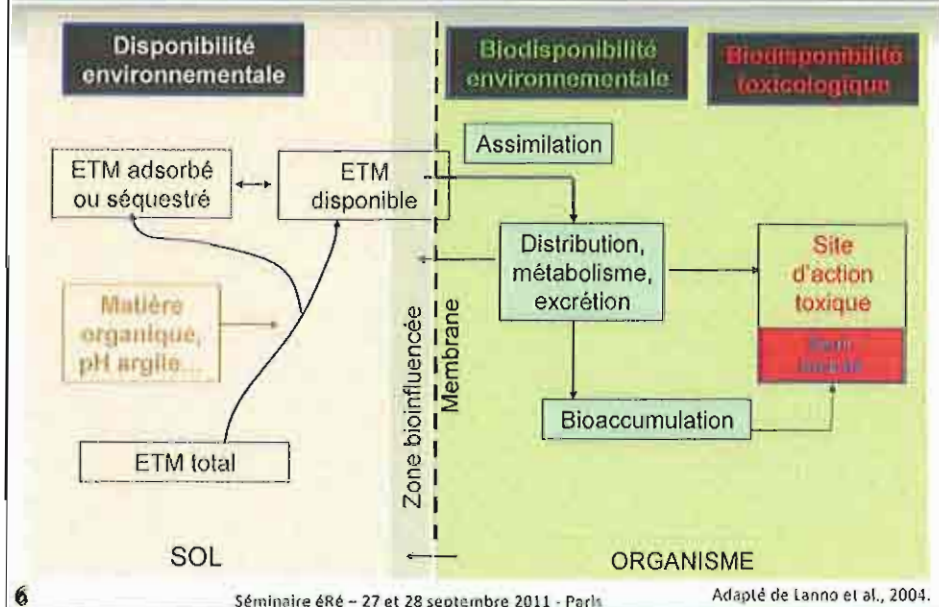 Disponibilité
environnementale
Biodisponibilité
environnementale
Biodisponibilité
toxicologique
Assimilation
ETM adsorbé
ou séquestré
ETM
disponible
Distribution,
métabolisme,
excrétion
Site
d'action
toxique
Matière
organique,
pH argile...
Bioaccumulation
ETM total
Zone bioinfluencée
Membrane
SOL
ORGANISME
6
Séminaire éRé – 27 et 28 septembre 2011 - Paris
Adapté de Lanno et al., 2004.